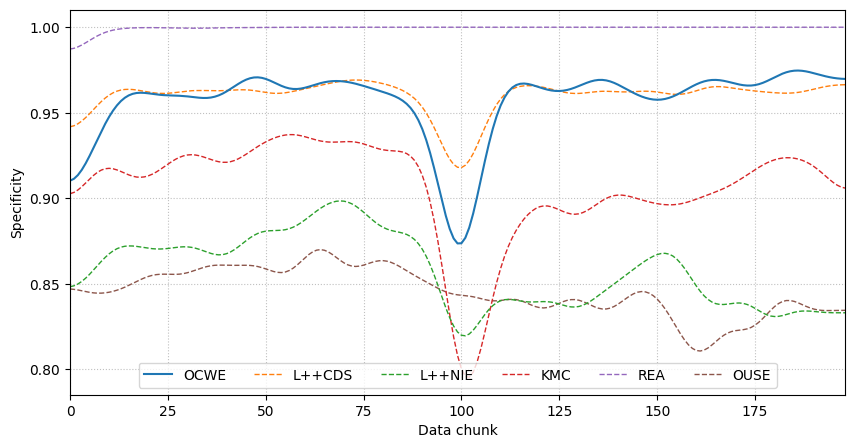 1.00
0.95
0.90
0.85
0.80
Specificity
OCWE L++CDS L++NIE KMC REA OUSE
0 25 50 75 100 125 150 175
Data chunk